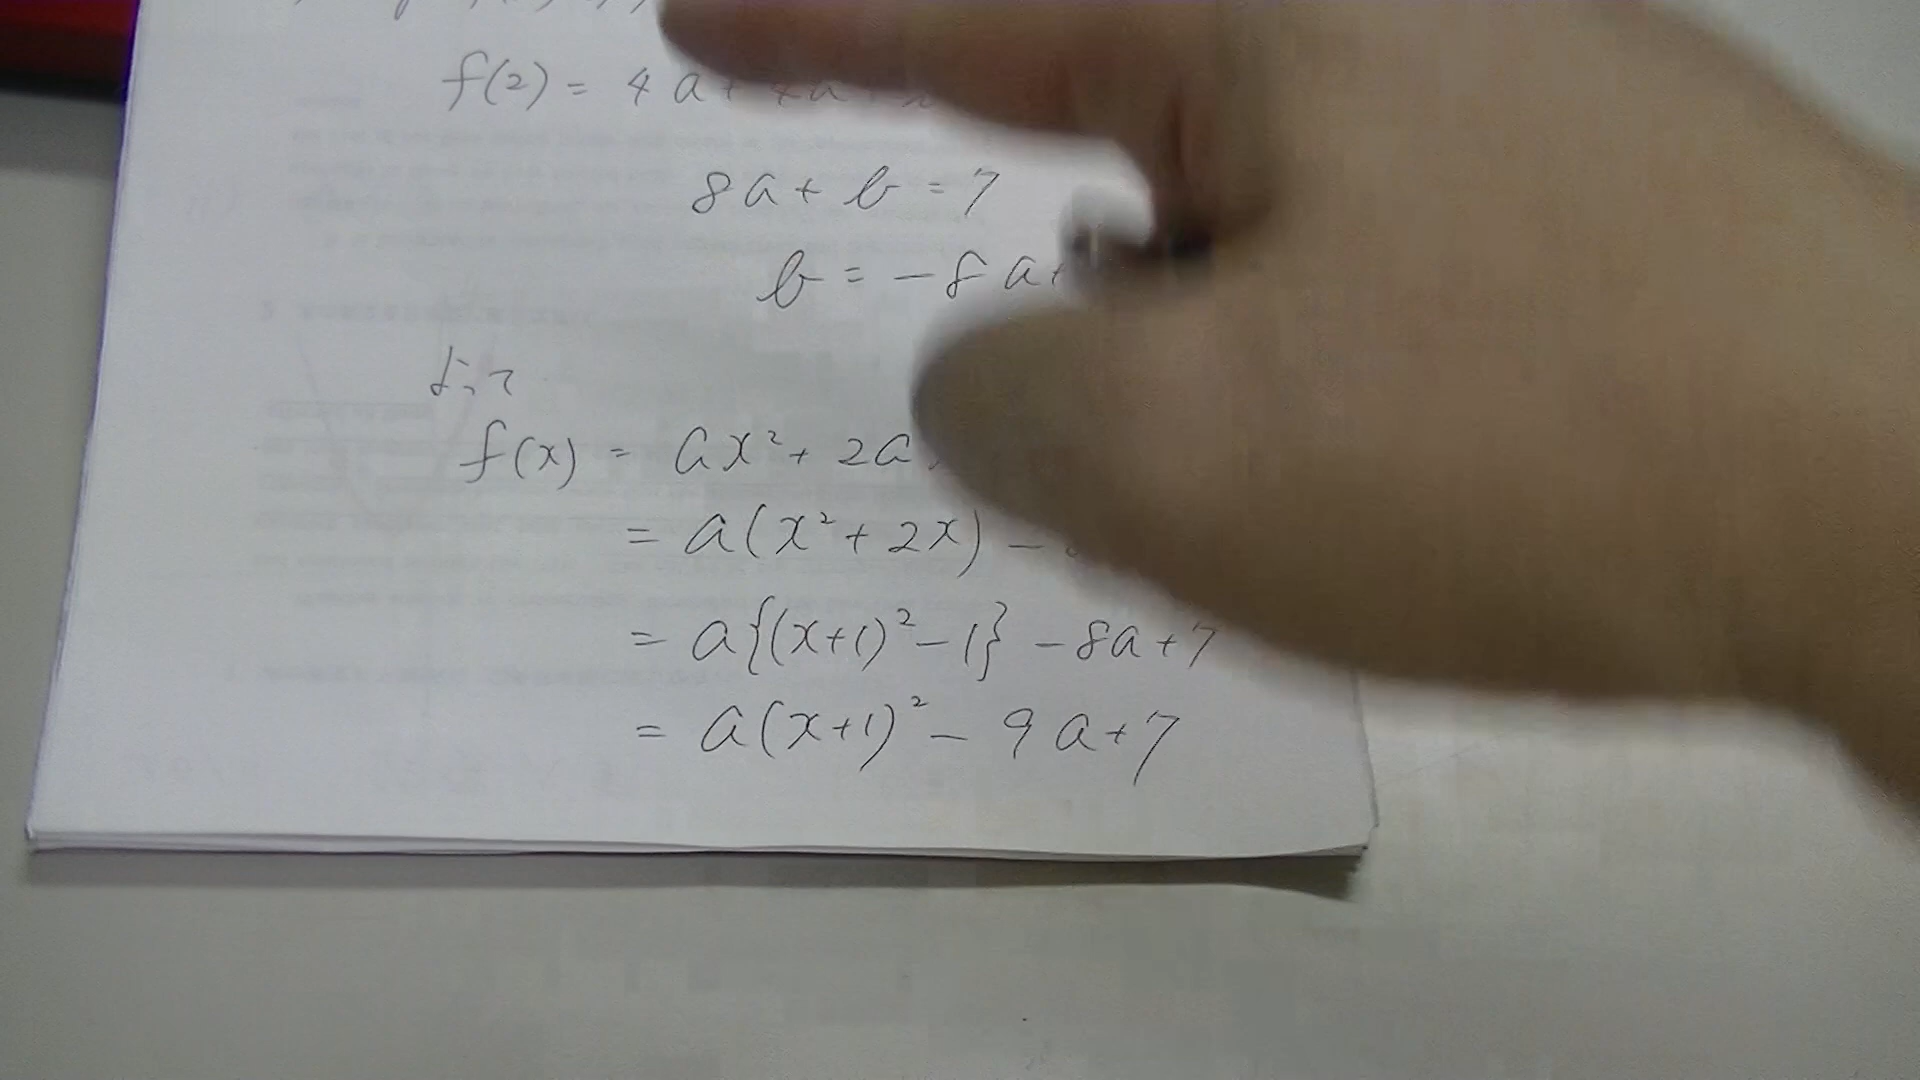 f(2) = 4a + 4a +
8a + b = 7
b = -8a+
よって
f(x) = ax² + 2a
= a(x² + 2x) -
= a{(x+1)² - 1} - 8a + 7
= a(x+1)² - 9a + 7